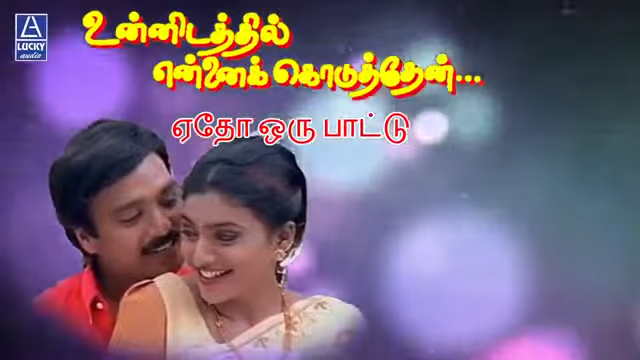 LUCKY
audio
உன்னிடத்தில்
என்னைக் கொடுத்தேன்...
ஏதோ ஒரு பாட்டு